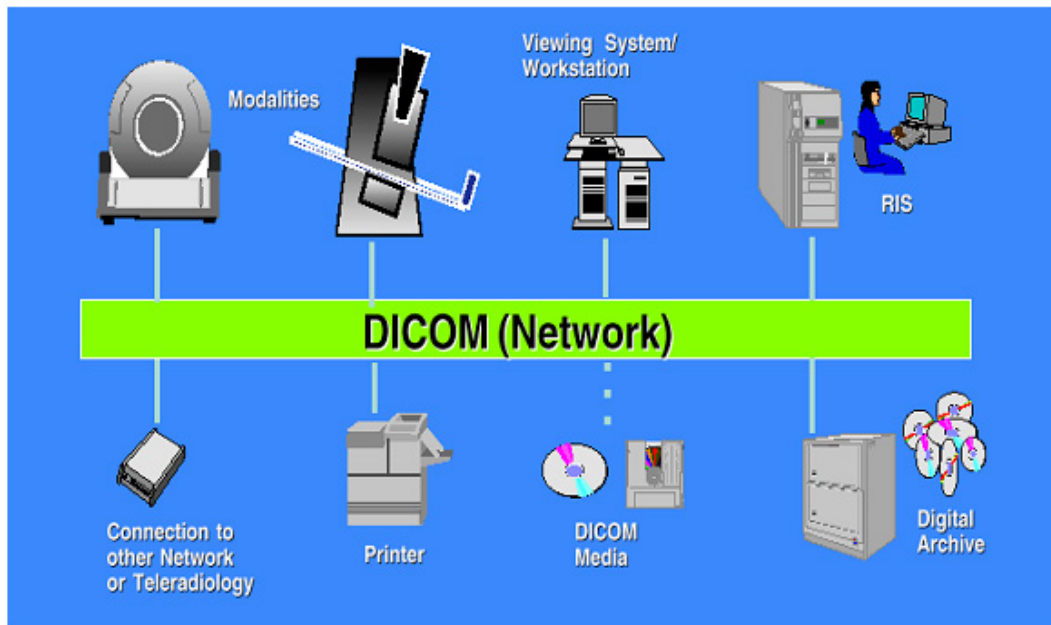 Modalities
Viewing System/
Workstation
RIS
DICOM (Network)
Connection to
other Network
or Teleradiology
Printer
DICOM
Media
Digital
Archive